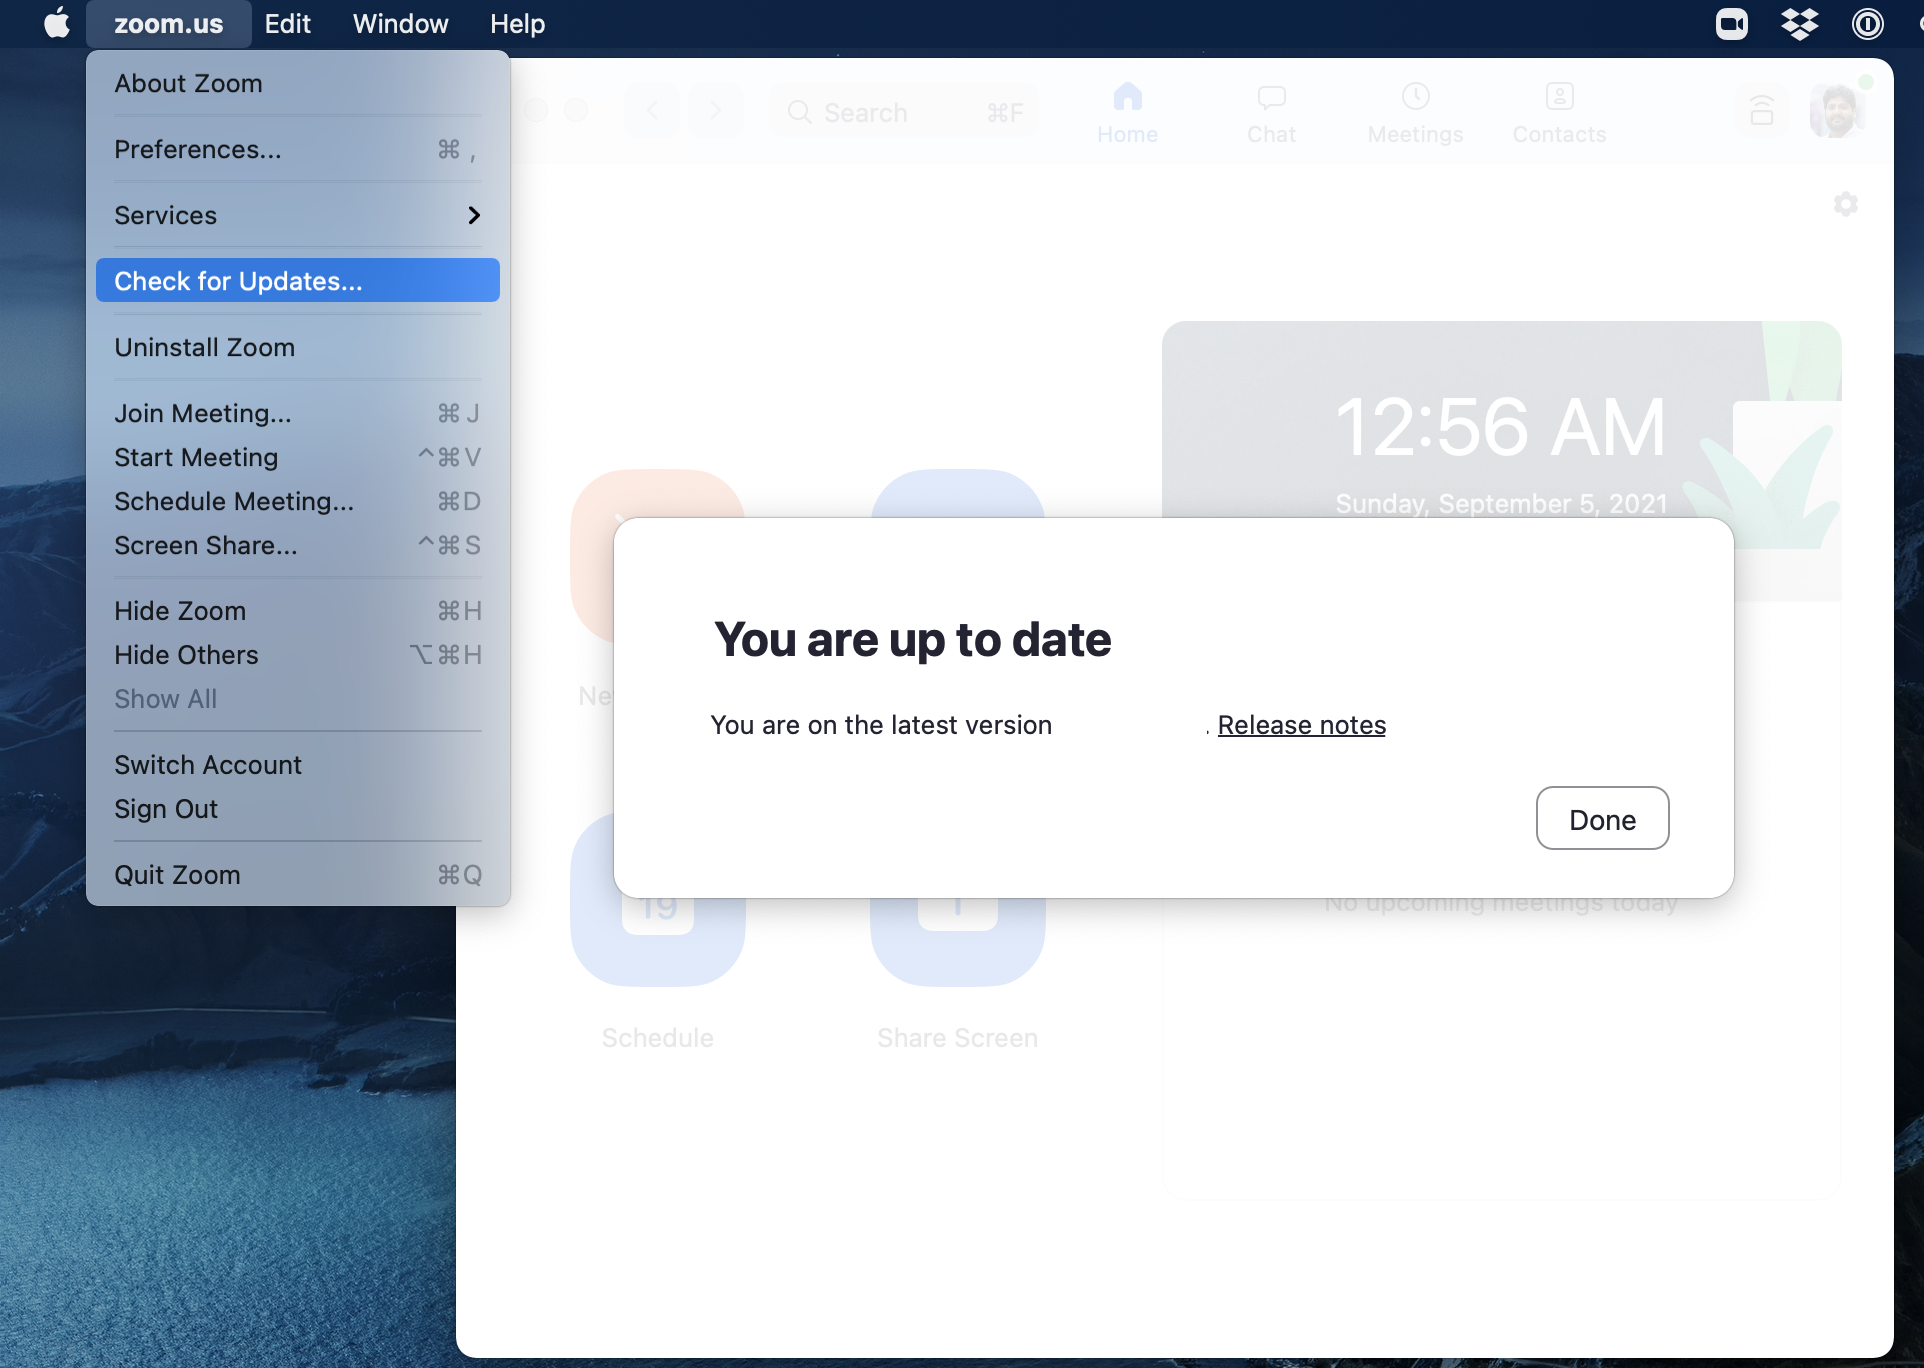 zoom.us Edit Window Help
About Zoom
Preferences... ⌘ ,
Services
Check for Updates...
Uninstall Zoom
Join Meeting... ⌘ J
Start Meeting ^⌘ V
Schedule Meeting... ⌘ D
Screen Share... ^⌘ S
Hide Zoom ⌘ H
Hide Others ⌥⌘ H
Show All
Switch Account
Sign Out
Quit Zoom ⌘ Q
Search ⌘F
Home Chat Meetings Contacts
12:56 AM
Sunday, September 5, 2021
You are up to date
You are on the latest version . Release notes
Done
19
No upcoming meetings today
Schedule Share Screen